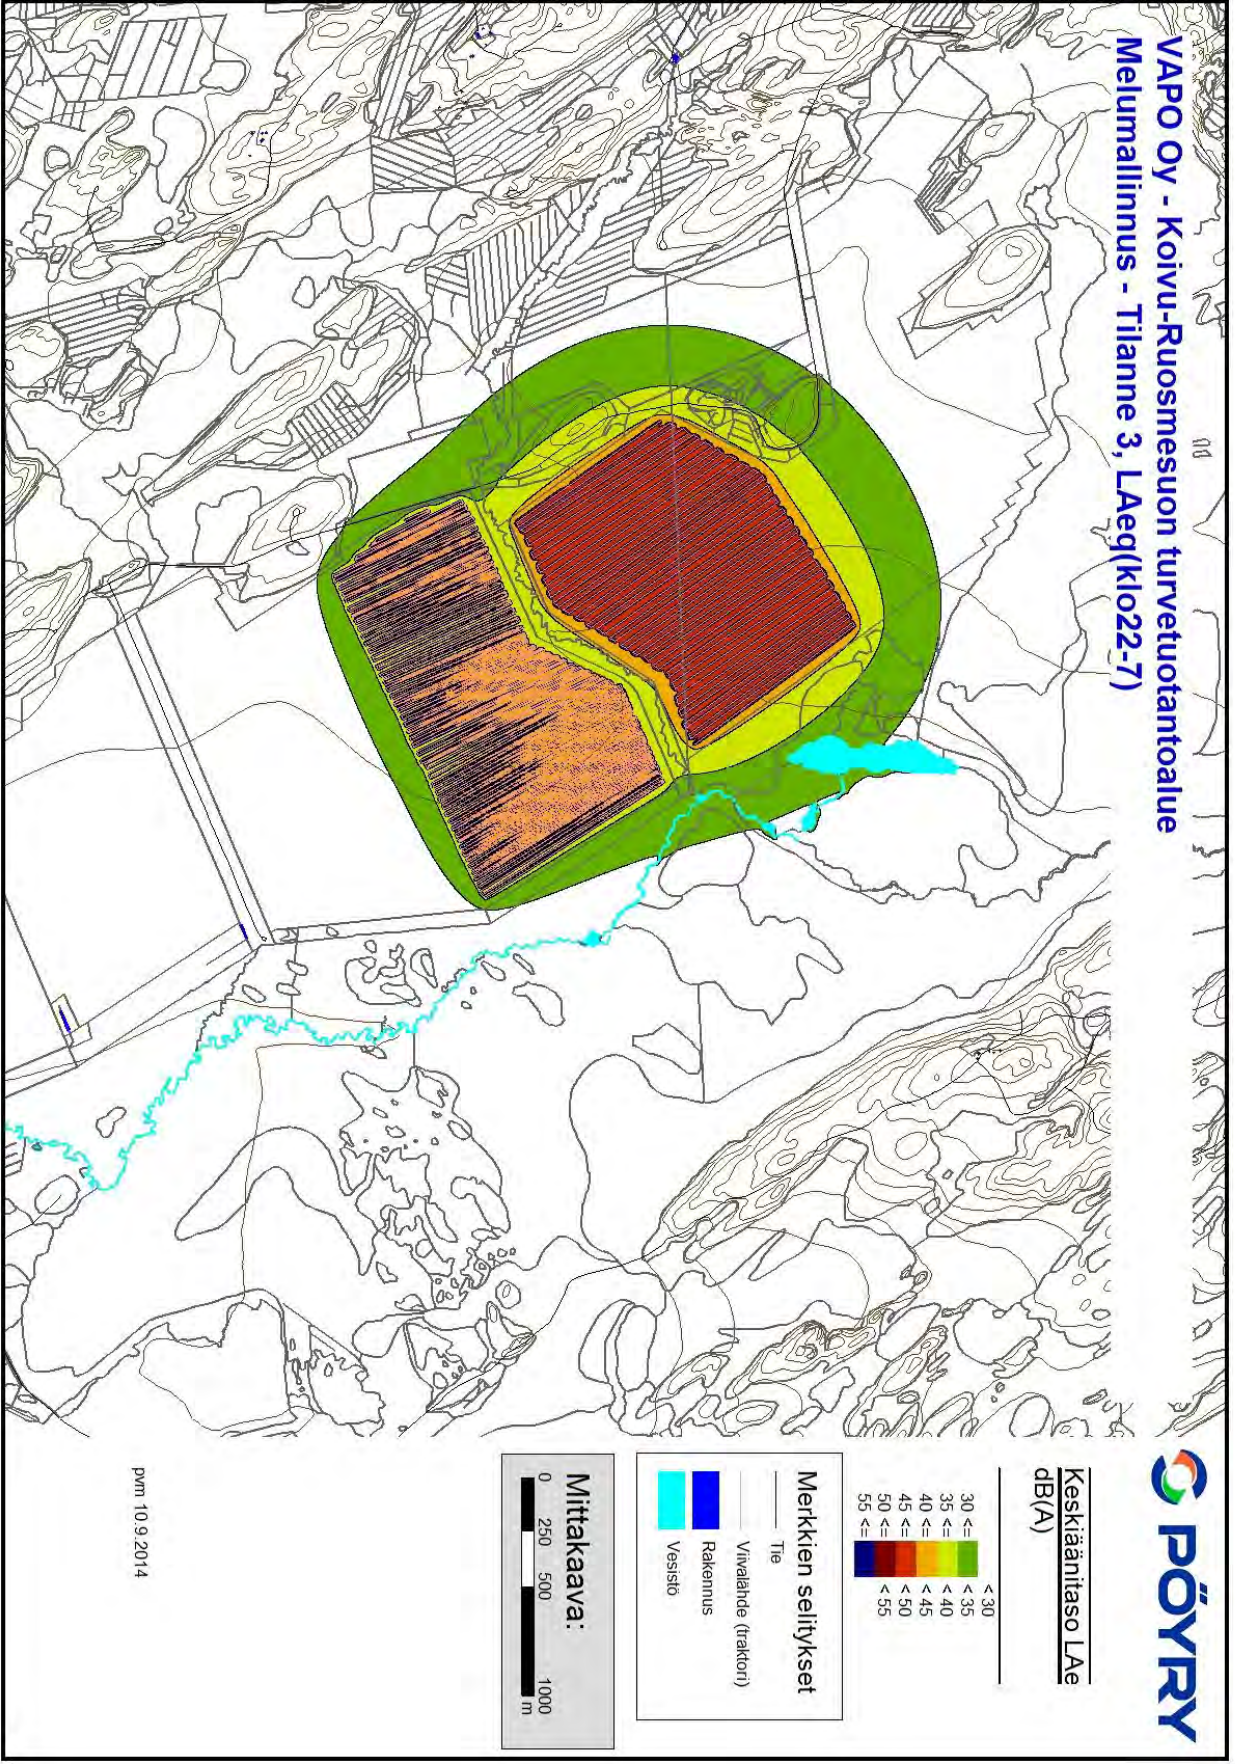 VAPO Oy - Koivu-Ruosmesuon turvetuotantoalue
Melumallinnus - Tilanne 3, LAeq(klo22-7)
PÖYRY
Keskiäänitaso LAe
dB(A)
< 30
30 <= < 35
35 <= < 40
40 <= < 45
45 <= < 50
50 <= < 55
55 <=
Merkkien selitykset
Tie
Viivalähde (traktori)
Rakennus
Vesistö
Mittakaava:
0 250 500 1000
m
pvm 10.9.2014